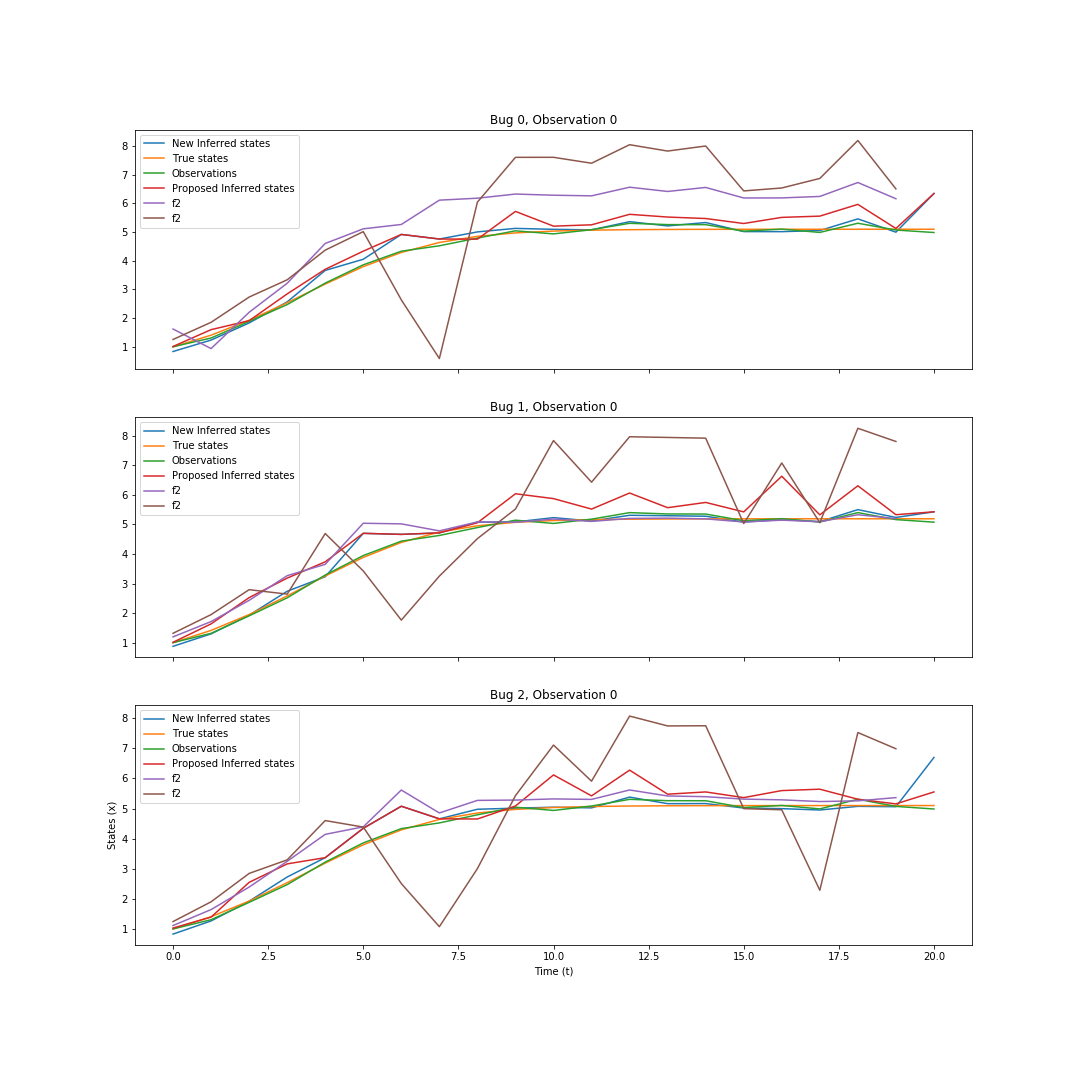 Bug 0, Observation 0
New Inferred states
True states
Observations
Proposed Inferred states
f2
f2
8
7
6
5
4
3
2
1
Bug 1, Observation 0
New Inferred states
True states
Observations
Proposed Inferred states
f2
f2
8
7
6
5
4
3
2
1
Bug 2, Observation 0
New Inferred states
True states
Observations
Proposed Inferred states
f2
f2
8
7
6
5
4
3
2
1
States (x)
0.0 2.5 5.0 7.5 10.0 12.5 15.0 17.5 20.0
Time (t)